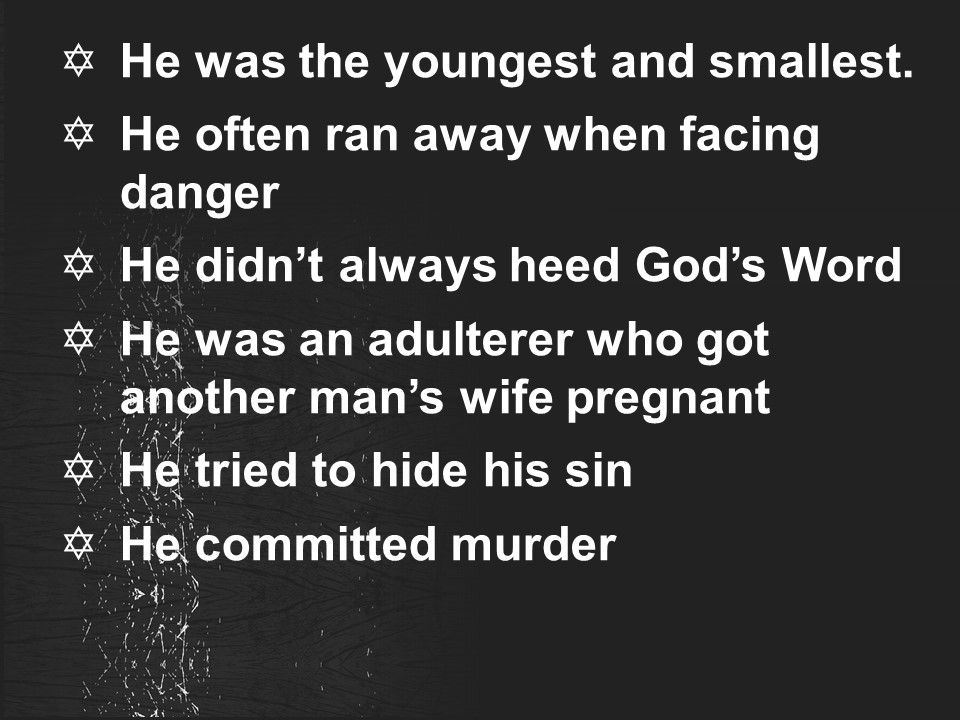 ✡ He was the youngest and smallest.
✡ He often ran away when facing
danger
✡ He didn’t always heed God’s Word
✡ He was an adulterer who got
another man’s wife pregnant
✡ He tried to hide his sin
✡ He committed murder